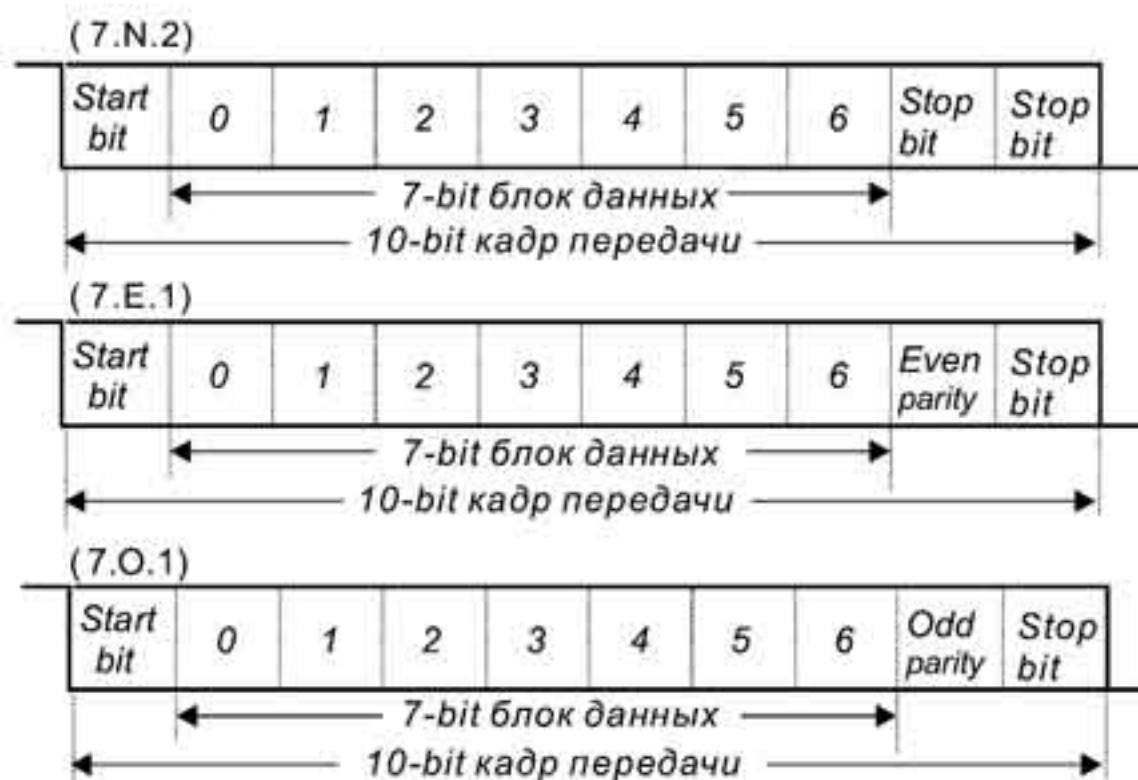 (7.N.2)
Start bit 0 1 2 3 4 5 6 Stop bit Stop bit
7-bit блок данных
10-bit кадр передачи
(7.E.1)
Start bit 0 1 2 3 4 5 6 Even parity Stop bit
7-bit блок данных
10-bit кадр передачи
(7.O.1)
Start bit 0 1 2 3 4 5 6 Odd parity Stop bit
7-bit блок данных
10-bit кадр передачи